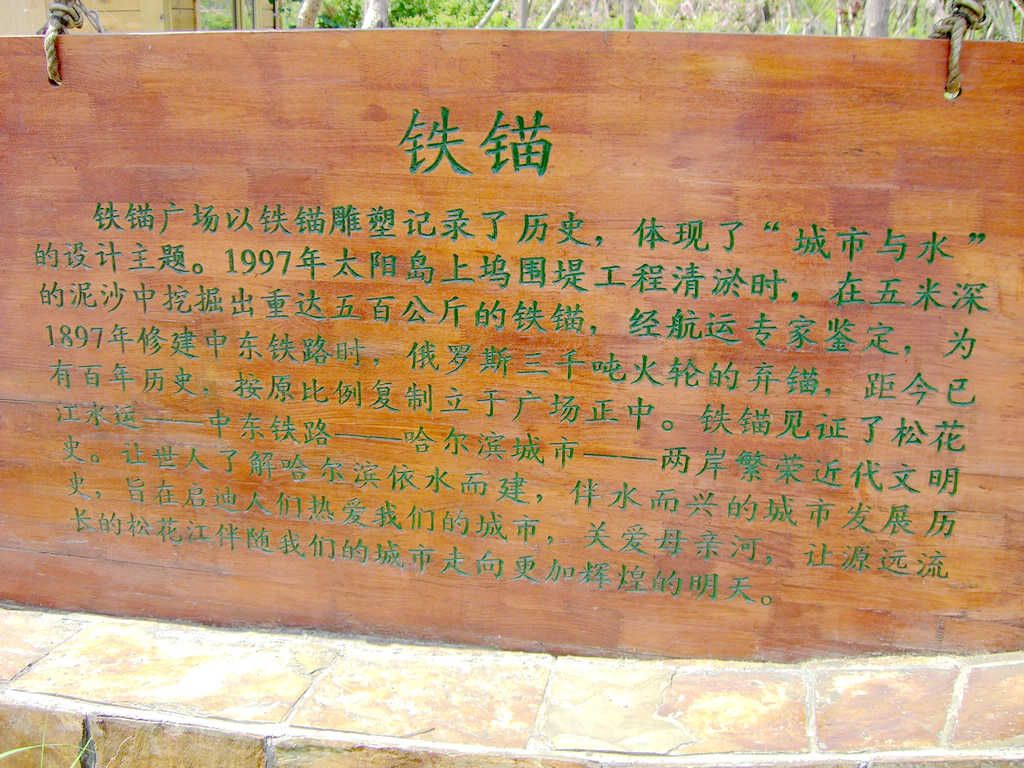 铁锚
铁锚广场以铁锚雕塑记录了历史，体现了“城市与水”
的设计主题。1997年太阳岛上坞围堤工程清淤时，在五米深
的泥沙中挖掘出重达五百公斤的铁锚，经航运专家鉴定，为
1897年修建中东铁路时，俄罗斯三千吨火轮的弃锚，距今已
有百年历史，按原比例复制立于广场正中。铁锚见证了松花
江水运——中东铁路——哈尔滨城市——两岸繁荣近代文明
史。让世人了解哈尔滨依水而建，伴水而兴的城市发展历
史，旨在启迪人们热爱我们的城市，关爱母亲河，让源远流
长的松花江伴随我们的城市走向更加辉煌的明天。